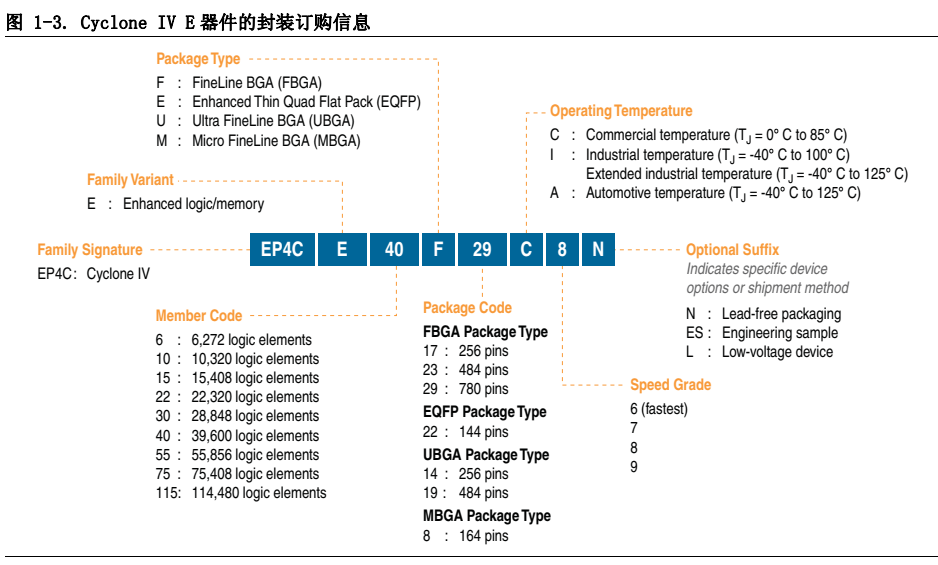 图 1-3. Cyclone IV E 器件的封装订购信息
Package Type
F : FineLine BGA (FBGA)
E : Enhanced Thin Quad Flat Pack (EQFP)
U : Ultra FineLine BGA (UBGA)
M : Micro FineLine BGA (MBGA)
Operating Temperature
C : Commercial temperature (TJ = 0° C to 85° C)
I : Industrial temperature (TJ = -40° C to 100° C)
Extended industrial temperature (TJ = -40° C to 125° C)
A : Automotive temperature (TJ = -40° C to 125° C)
Family Variant
E : Enhanced logic/memory
Family Signature
EP4C: Cyclone IV
EP4C E 40 F 29 C 8 N
Optional Suffix
Indicates specific device
options or shipment method
N : Lead-free packaging
ES : Engineering sample
L : Low-voltage device
Member Code
6 : 6,272 logic elements
10 : 10,320 logic elements
15 : 15,408 logic elements
22 : 22,320 logic elements
30 : 28,848 logic elements
40 : 39,600 logic elements
55 : 55,856 logic elements
75 : 75,408 logic elements
115: 114,480 logic elements
Package Code
FBGA Package Type
17 : 256 pins
23 : 484 pins
29 : 780 pins
EQFP Package Type
22 : 144 pins
UBGA Package Type
14 : 256 pins
19 : 484 pins
MBGA Package Type
8 : 164 pins
Speed Grade
6 (fastest)
7
8
9